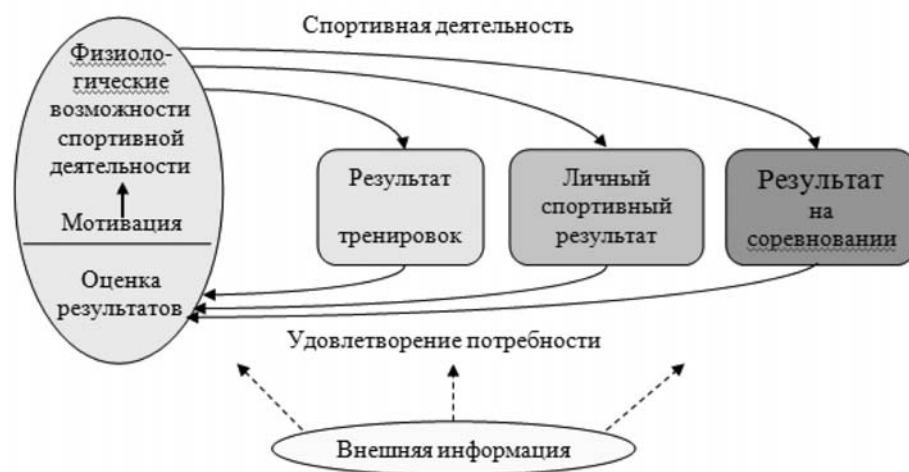 Спортивная деятельность
Физиоло-
гические
возможности
спортивной
деятельности
Мотивация
Оценка
результатов
Результат
тренировок
Личный
спортивный
результат
Результат
на
соревновании
Удовлетворение потребности
Внешняя информация